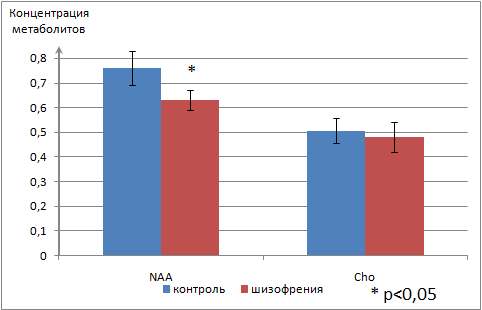 Концентрация
метаболитов
0,8
0,7
0,6
0,5
0,4
0,3
0,2
0,1
0
*
NAA
Cho
контроль
шизофрения
* p<0,05